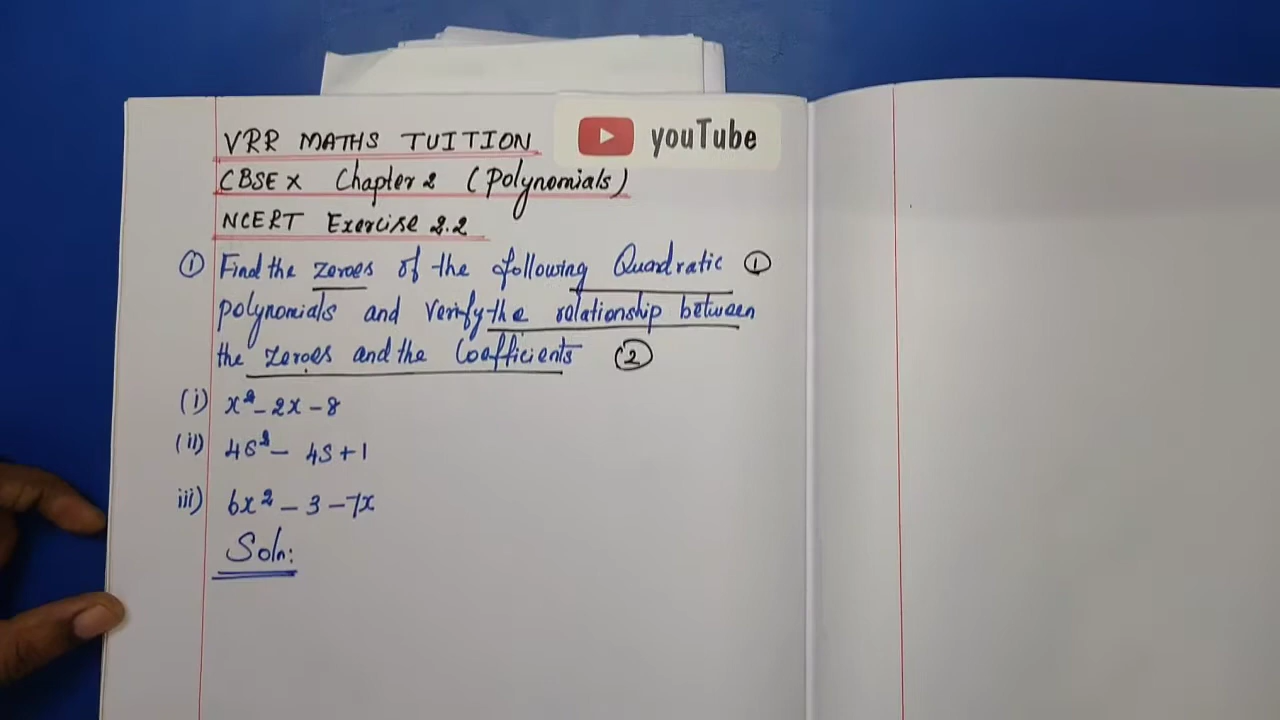 VRR MATHS TUITION
youTube
CBSE X Chapter 2 (Polynomials)
NCERT Exercise 2.2
① Find the zeroes of the following Quadratic ①
polynomials and verify the relationship between
the zeroes and the Coefficients ②
(i) x² - 2x - 8
(ii) 4s² - 4s + 1
iii) 6x² - 3 - 7x
Soln: